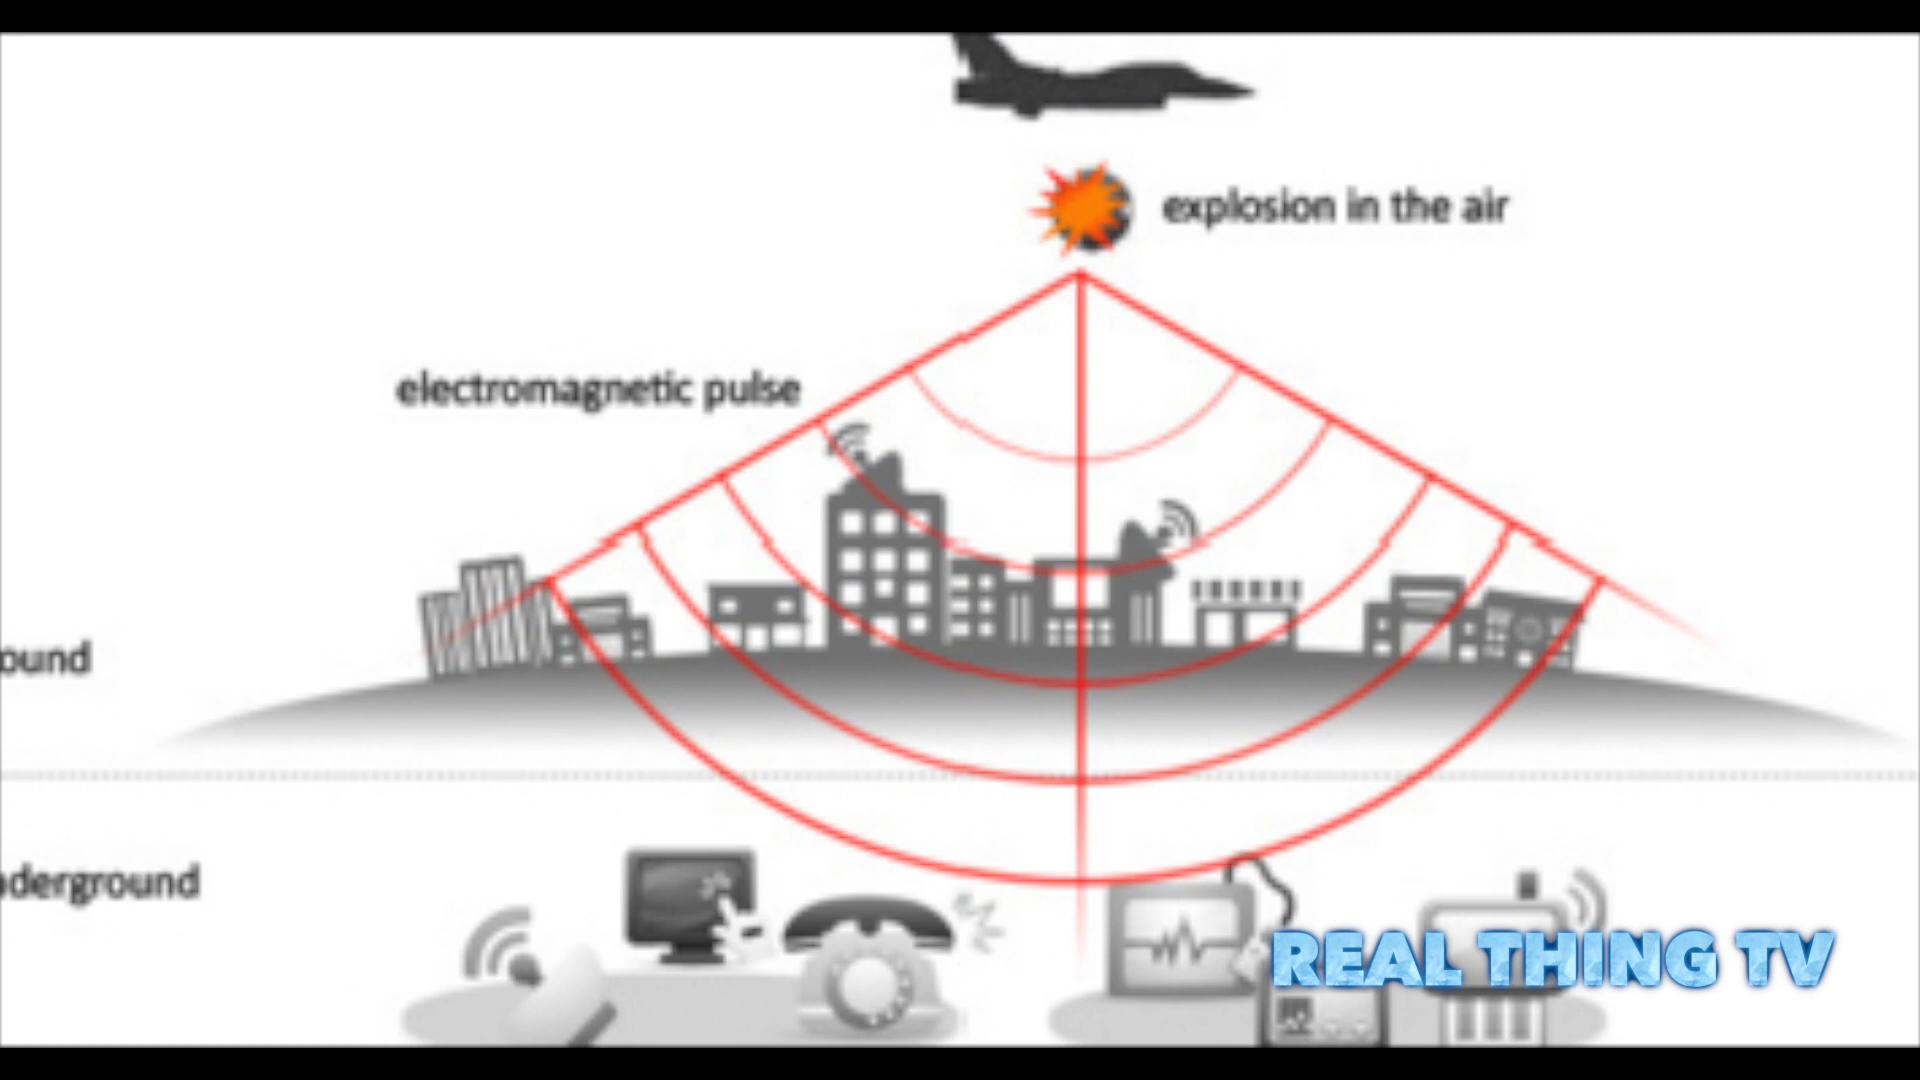 explosion in the air
electromagnetic pulse
ound
derground
REAL THING TV